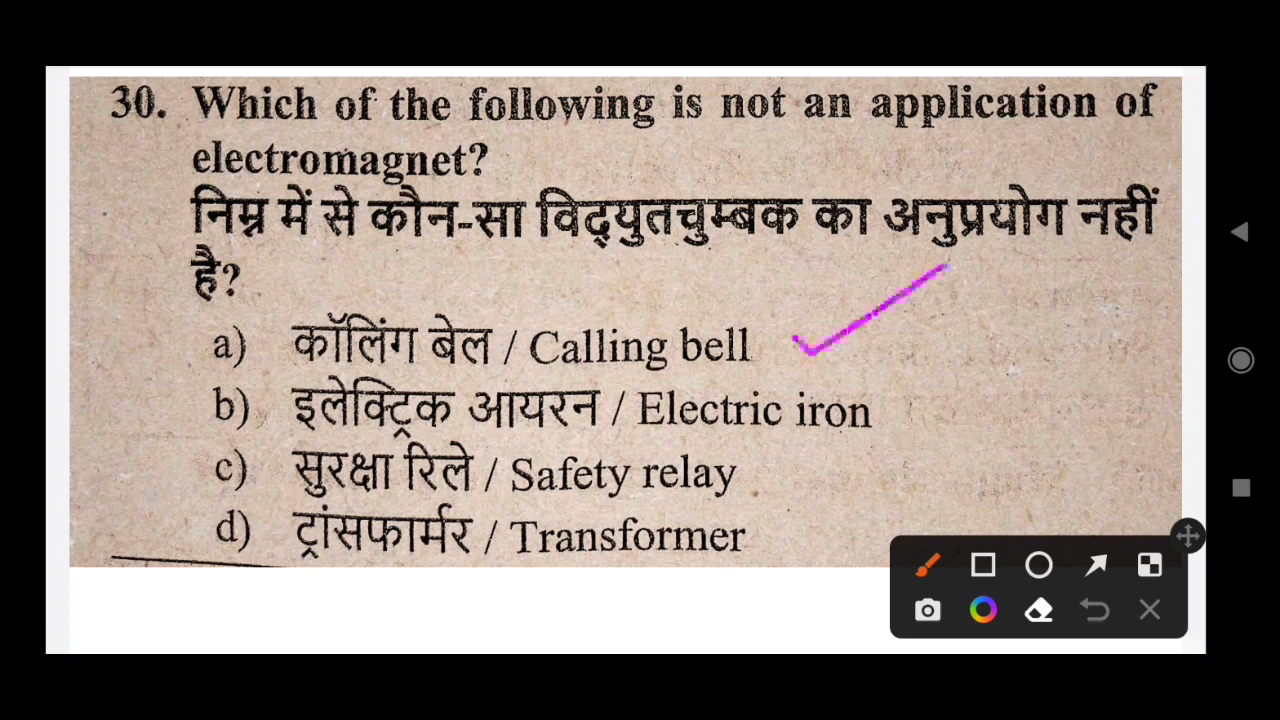 30. Which of the following is not an application of
electromagnet?
निम्न में से कौन-सा विद्युतचुम्बक का अनुप्रयोग नहीं
है?
a) कॉलिंग बेल / Calling bell
b) इलेक्ट्रिक आयरन / Electric iron
c) सुरक्षा रिले / Safety relay
d) ट्रांसफार्मर / Transformer